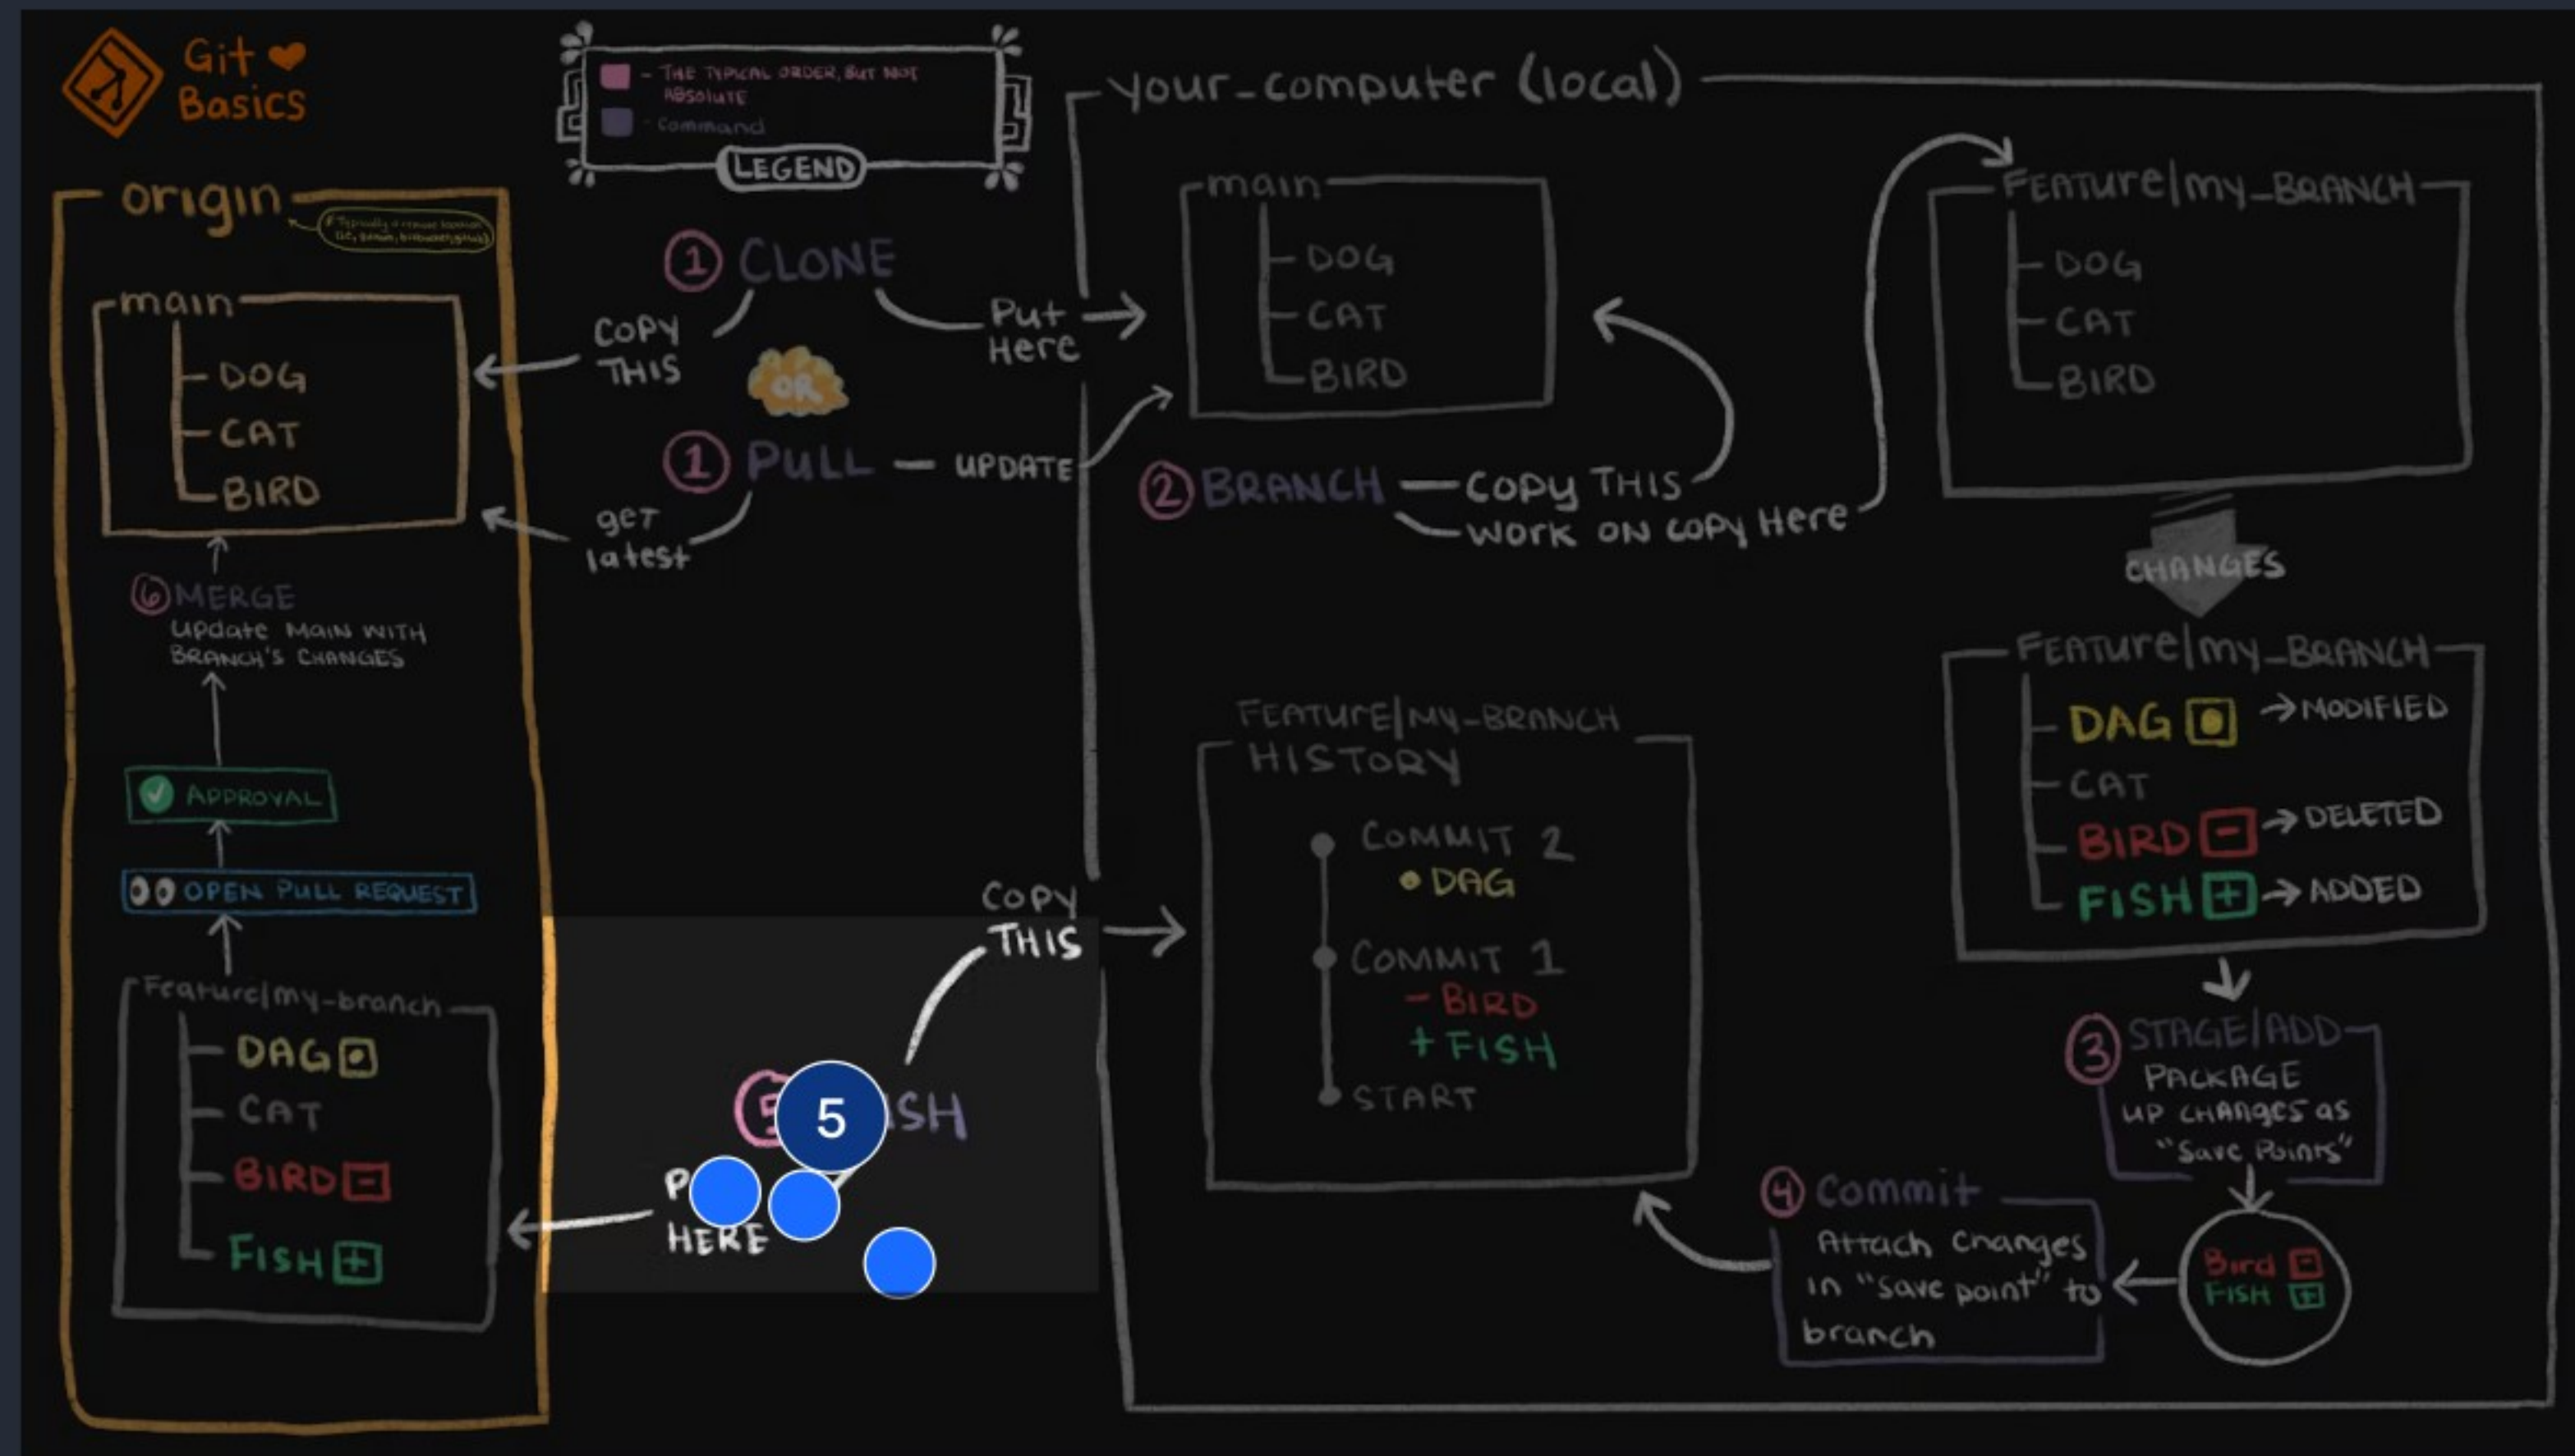 Git ❤
Basics
- THE TYPICAL ORDER, BUT NOT
ABSOLUTE
- Command
LEGEND
origin
main
DOG
CAT
BIRD
6 MERGE
update MAIN WITH
BRANCH'S CHANGES
APPROVAL
OPEN PULL REQUEST
Feature/my-branch
DAG
CAT
BIRD -
FISH +
1 CLONE
COPY
THIS
Put
Here
OR
1 PULL — UPDATE
get
latest
your_computer (local)
main
DOG
CAT
BIRD
2 BRANCH — COPY THIS
WORK ON COPY Here
FEATURE/my_BRANCH
DOG
CAT
BIRD
CHANGES
FEATURE/my_BRANCH
DAG → MODIFIED
CAT
BIRD - → DELETED
FISH + → ADDED
3 STAGE/ADD
PACKAGE
UP CHANGES as
"Save Points"
Bird -
FISH +
4 Commit
Attach Changes
in "save point" to
branch
FEATURE/MY-BRANCH
HISTORY
COMMIT 2
• DAG
COMMIT 1
- BIRD
+ FISH
START
COPY
THIS
5
HERE